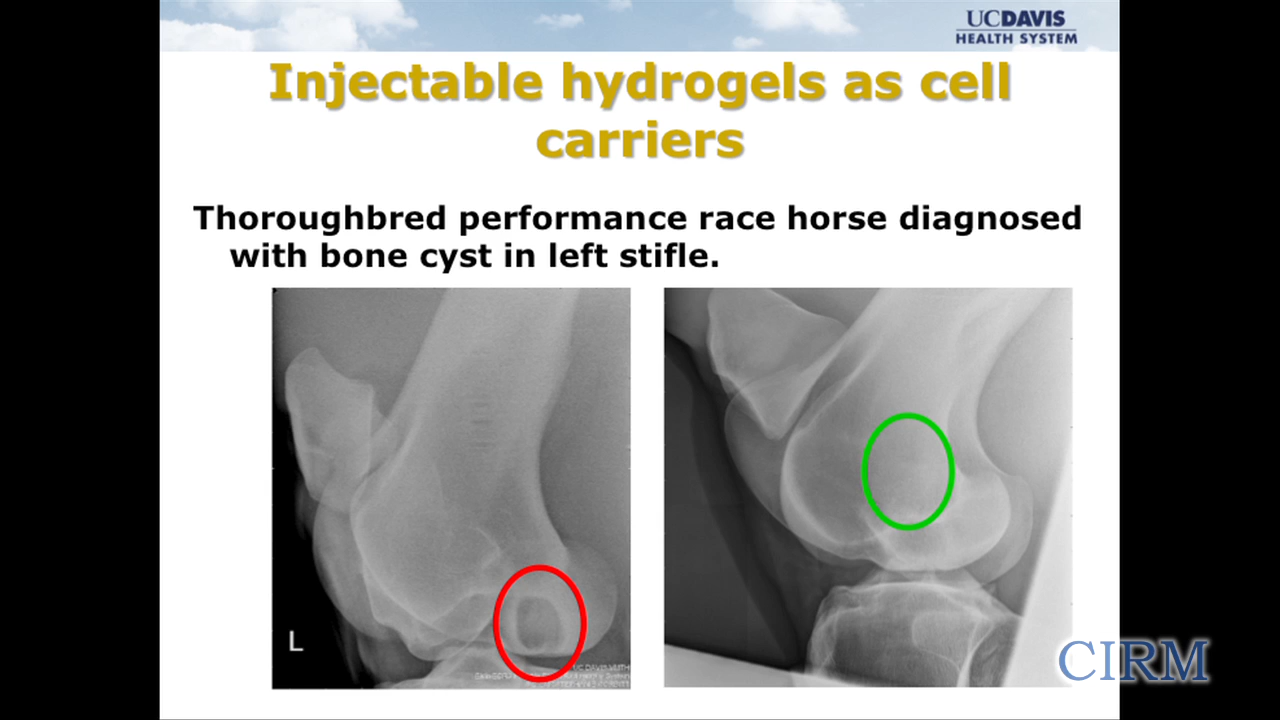 UCDAVIS
HEALTH SYSTEM
Injectable hydrogels as cell
carriers
Thoroughbred performance race horse diagnosed
with bone cyst in left stifle.
L
CIRM